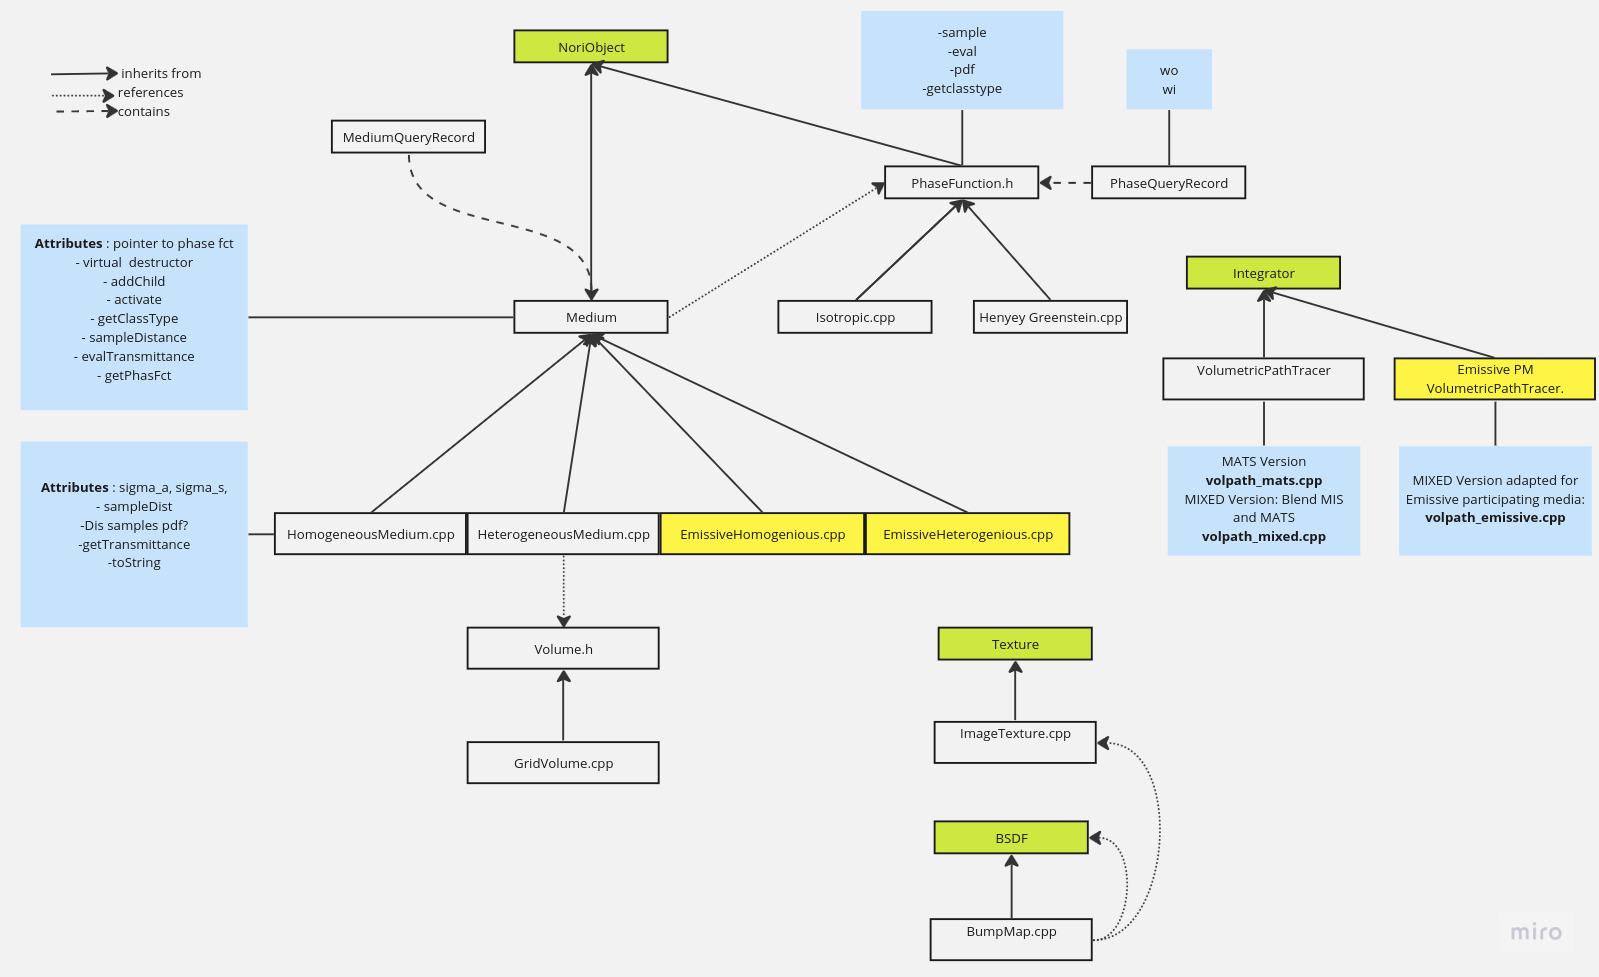 inherits from
references
contains
NoriObject
-sample
-eval
-pdf
-getclasstype
wo
wi
MediumQueryRecord
PhaseFunction.h
PhaseQueryRecord
Attributes : pointer to phase fct
- virtual  destructor
- addChild
- activate
- getClassType
- sampleDistance
- evalTransmittance
- getPhasFct
Medium
Isotropic.cpp
Henyey Greenstein.cpp
Integrator
VolumetricPathTracer
Emissive PM
VolumetricPathTracer.
MATS Version
volpath_mats.cpp
MIXED Version: Blend MIS
and MATS
volpath_mixed.cpp
MIXED Version adapted for
Emissive participating media:
volpath_emissive.cpp
Attributes : sigma_a, sigma_s,
- sampleDist
-Dis samples pdf?
-getTransmittance
-toString
HomogeneousMedium.cpp
HeterogeneousMedium.cpp
EmissiveHomogenious.cpp
EmissiveHeterogenious.cpp
Volume.h
GridVolume.cpp
Texture
ImageTexture.cpp
BSDF
BumpMap.cpp
miro